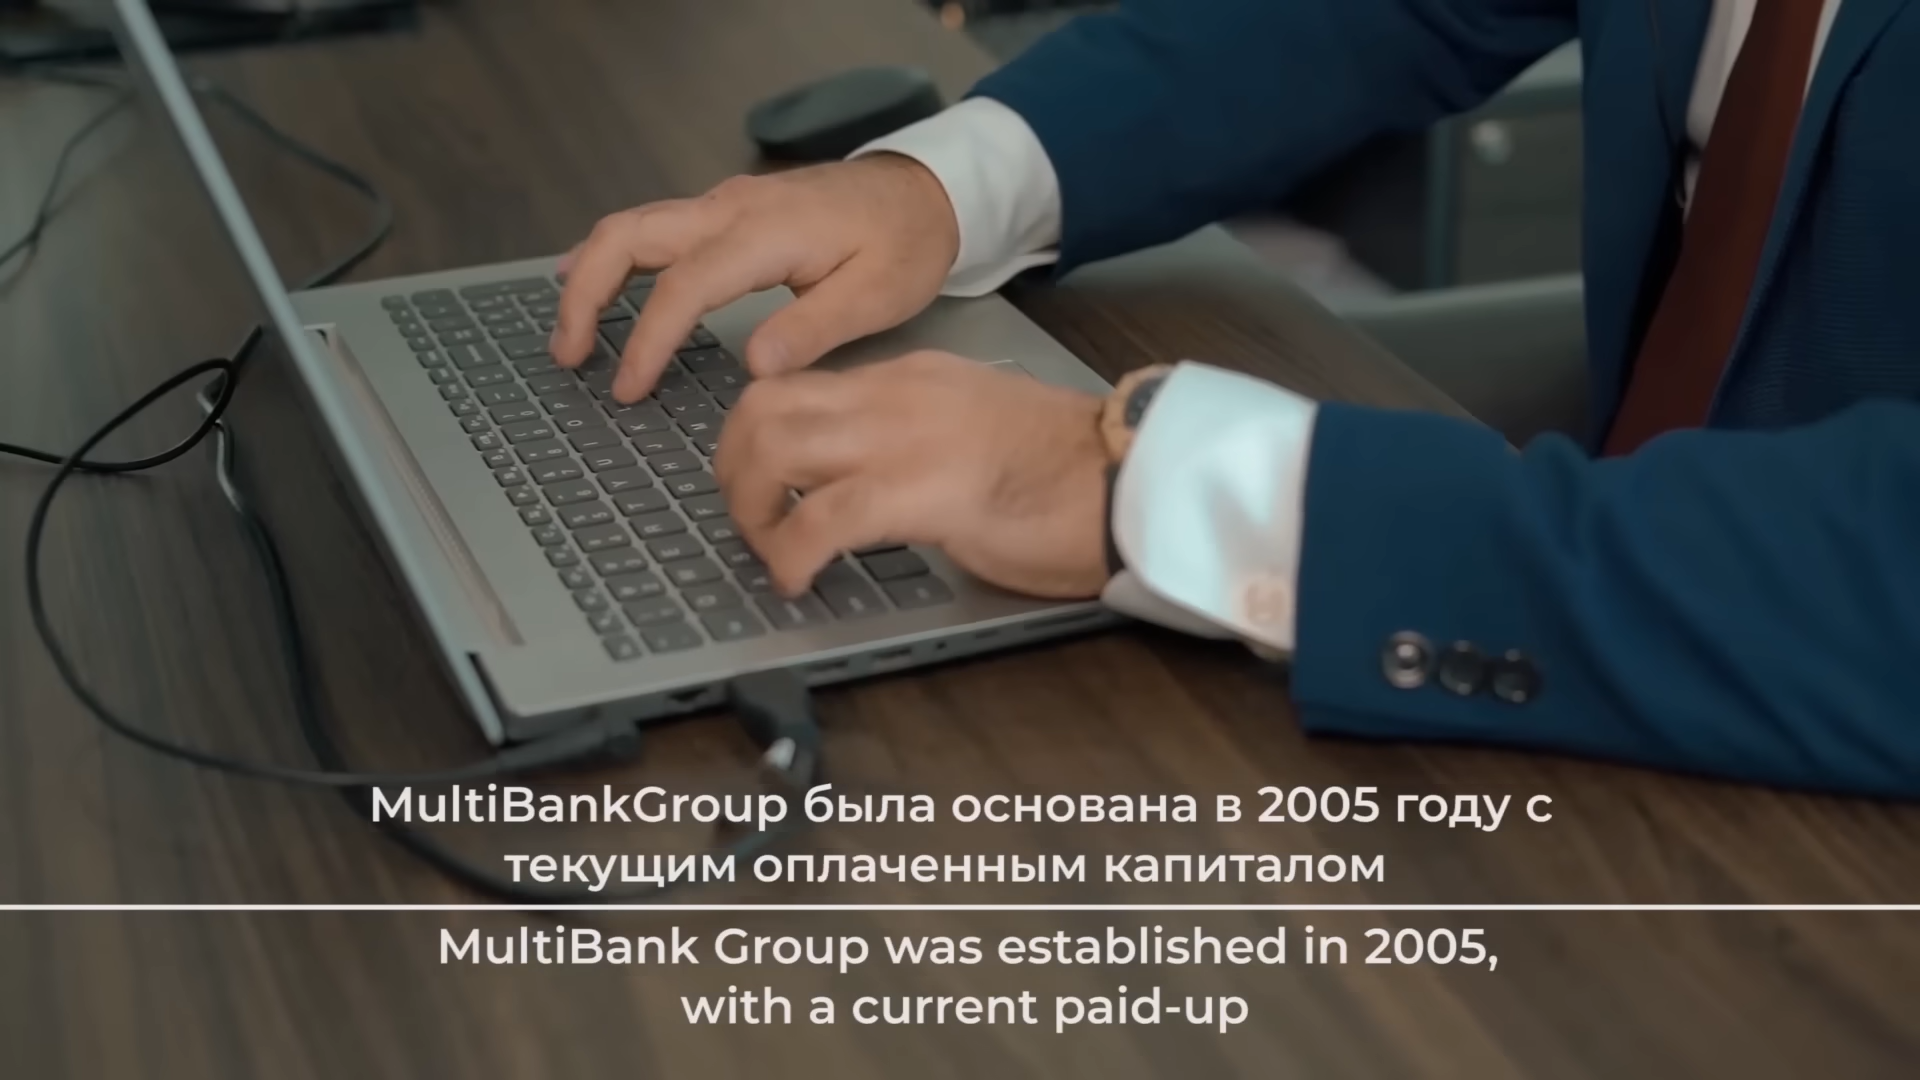 MultiBankGroup была основана в 2005 году с
текущим оплаченным капиталом
MultiBank Group was established in 2005,
with a current paid-up